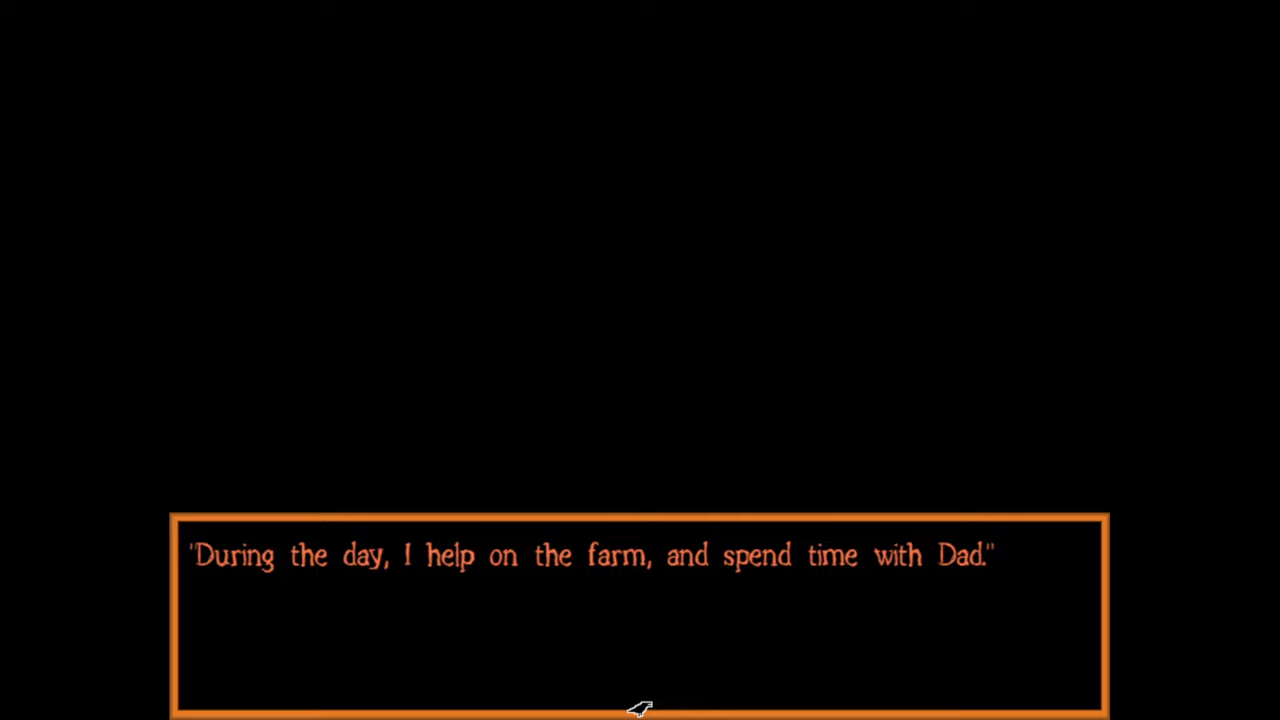 "During the day, I help on the farm, and spend time with Dad."